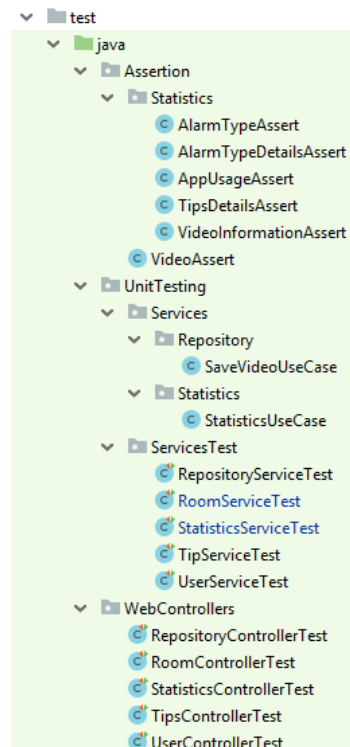 test
java
Assertion
Statistics
AlarmTypeAssert
AlarmTypeDetailsAssert
AppUsageAssert
TipsDetailsAssert
VideoInformationAssert
VideoAssert
UnitTesting
Services
Repository
SaveVideoUseCase
Statistics
StatisticsUseCase
ServicesTest
RepositoryServiceTest
RoomServiceTest
StatisticsServiceTest
TipServiceTest
UserServiceTest
WebControllers
RepositoryControllerTest
RoomControllerTest
StatisticsControllerTest
TipsControllerTest
UserControllerTest